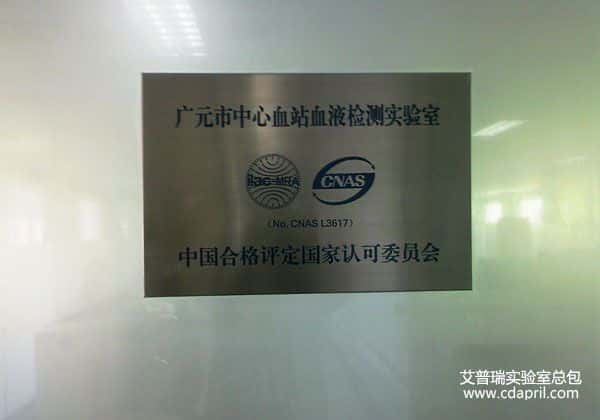 广元市中心血站血液检测实验室
ilac-MRA
CNAS
(No. CNAS L3617)
中国合格评定国家认可委员会
艾普瑞实验室总包
www.cdapril.com